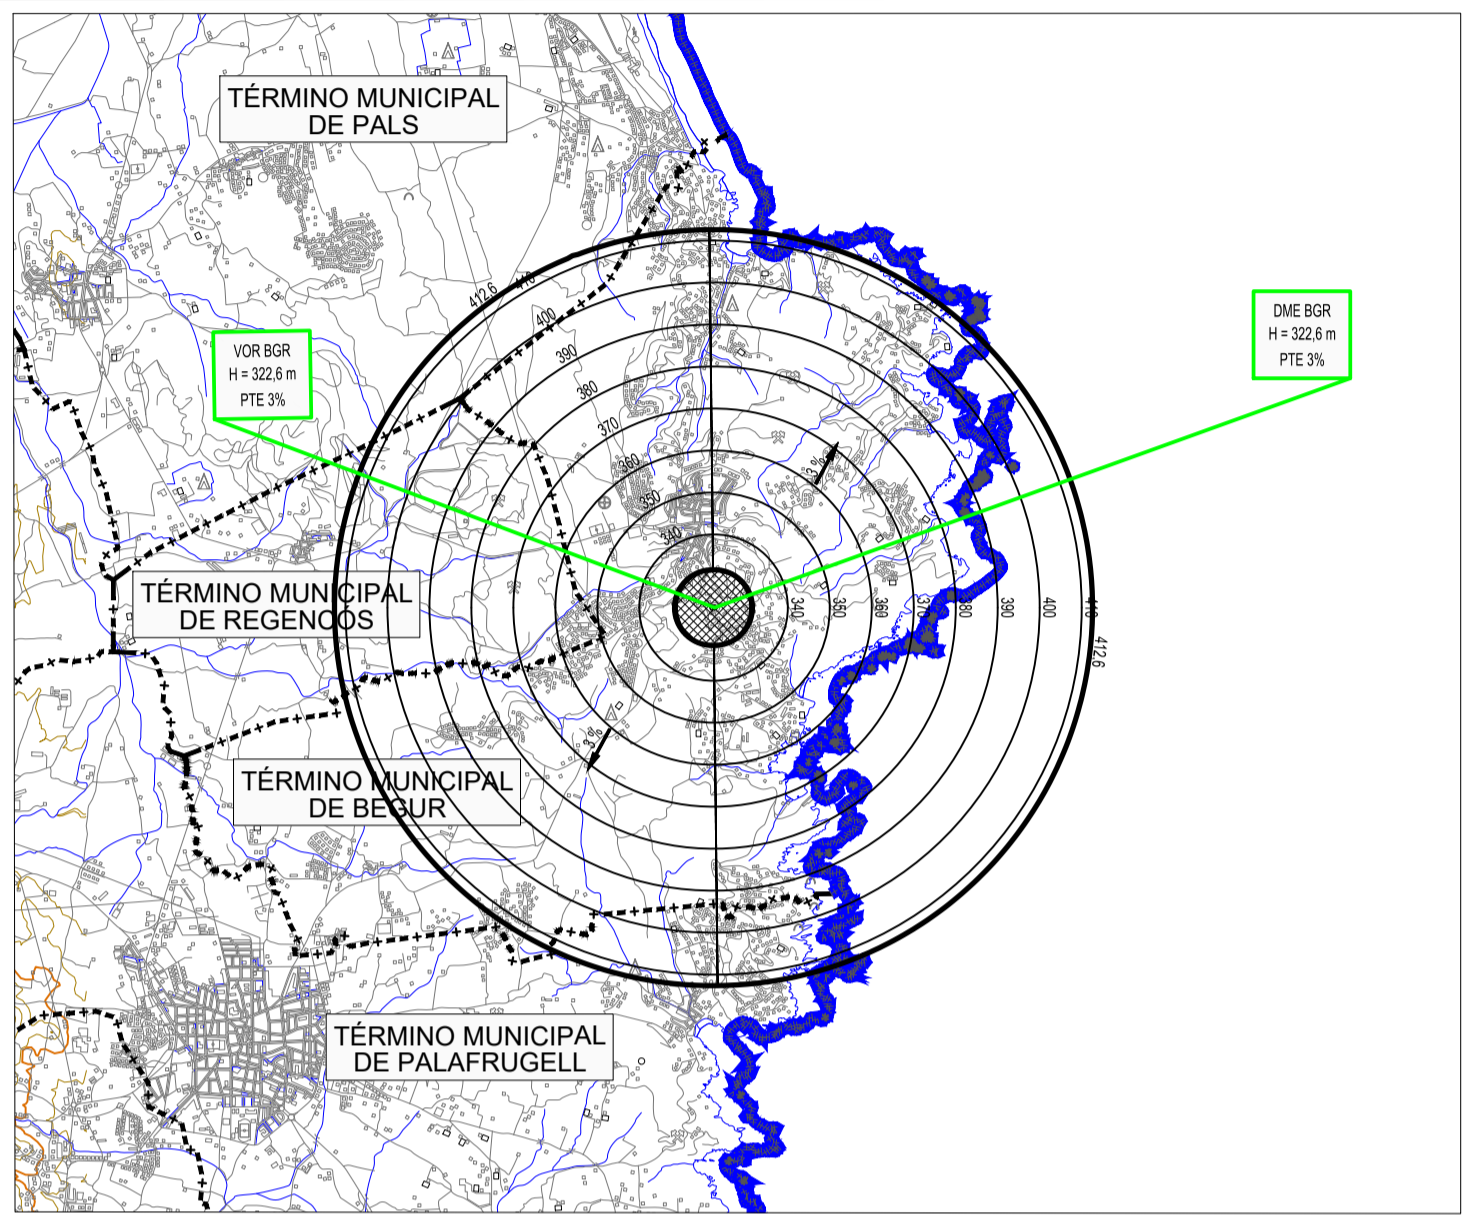 TÉRMINO MUNICIPAL
DE PALS
VOR BGR
H = 322,6 m
PTE 3%
DME BGR
H = 322,6 m
PTE 3%
412,6
410
400
390
380
370
360
350
340
3 %
TÉRMINO MUNICIPAL
DE REGENCÓS
340
350
360
370
380
390
400
410
412,6
3 %
TÉRMINO MUNICIPAL
DE BEGUR
TÉRMINO MUNICIPAL
DE PALAFRUGELL